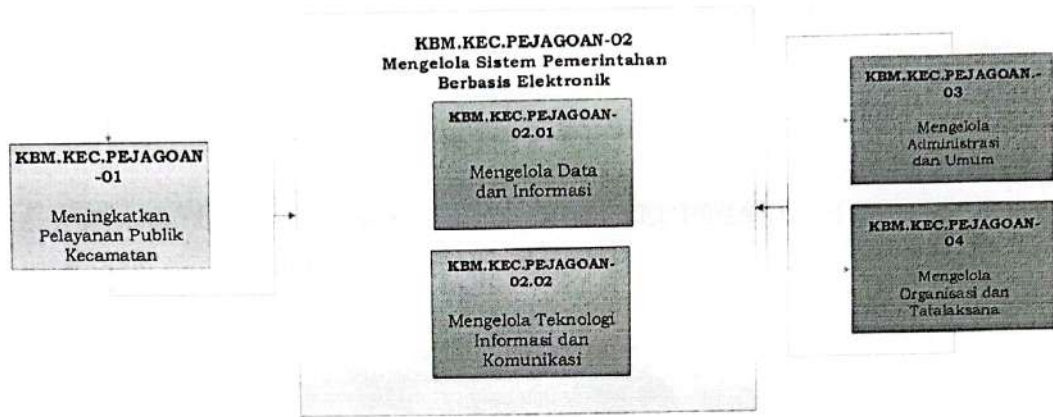 KBM.KEC.PEJAGOAN-02
Mengelola Sistem Pemerintahan
Berbasis Elektronik
KBM.KEC.PEJAGOAN
-01
Meningkatkan
Pelayanan Publik
Kecamatan
KBM.KEC.PEJAGOAN-
02.01
Mengelola Data
dan Informasi
KBM.KEC.PEJAGOAN-
02.02
Mengelola Teknologi
Informasi dan
Komunikasi
KBM.KEC.PEJAGOAN.-
03
Mengelola
Administrasi
dan Umum
KBM.KEC.PEJAGOAN-
04
Mengelola
Organisasi dan
Tatalaksana